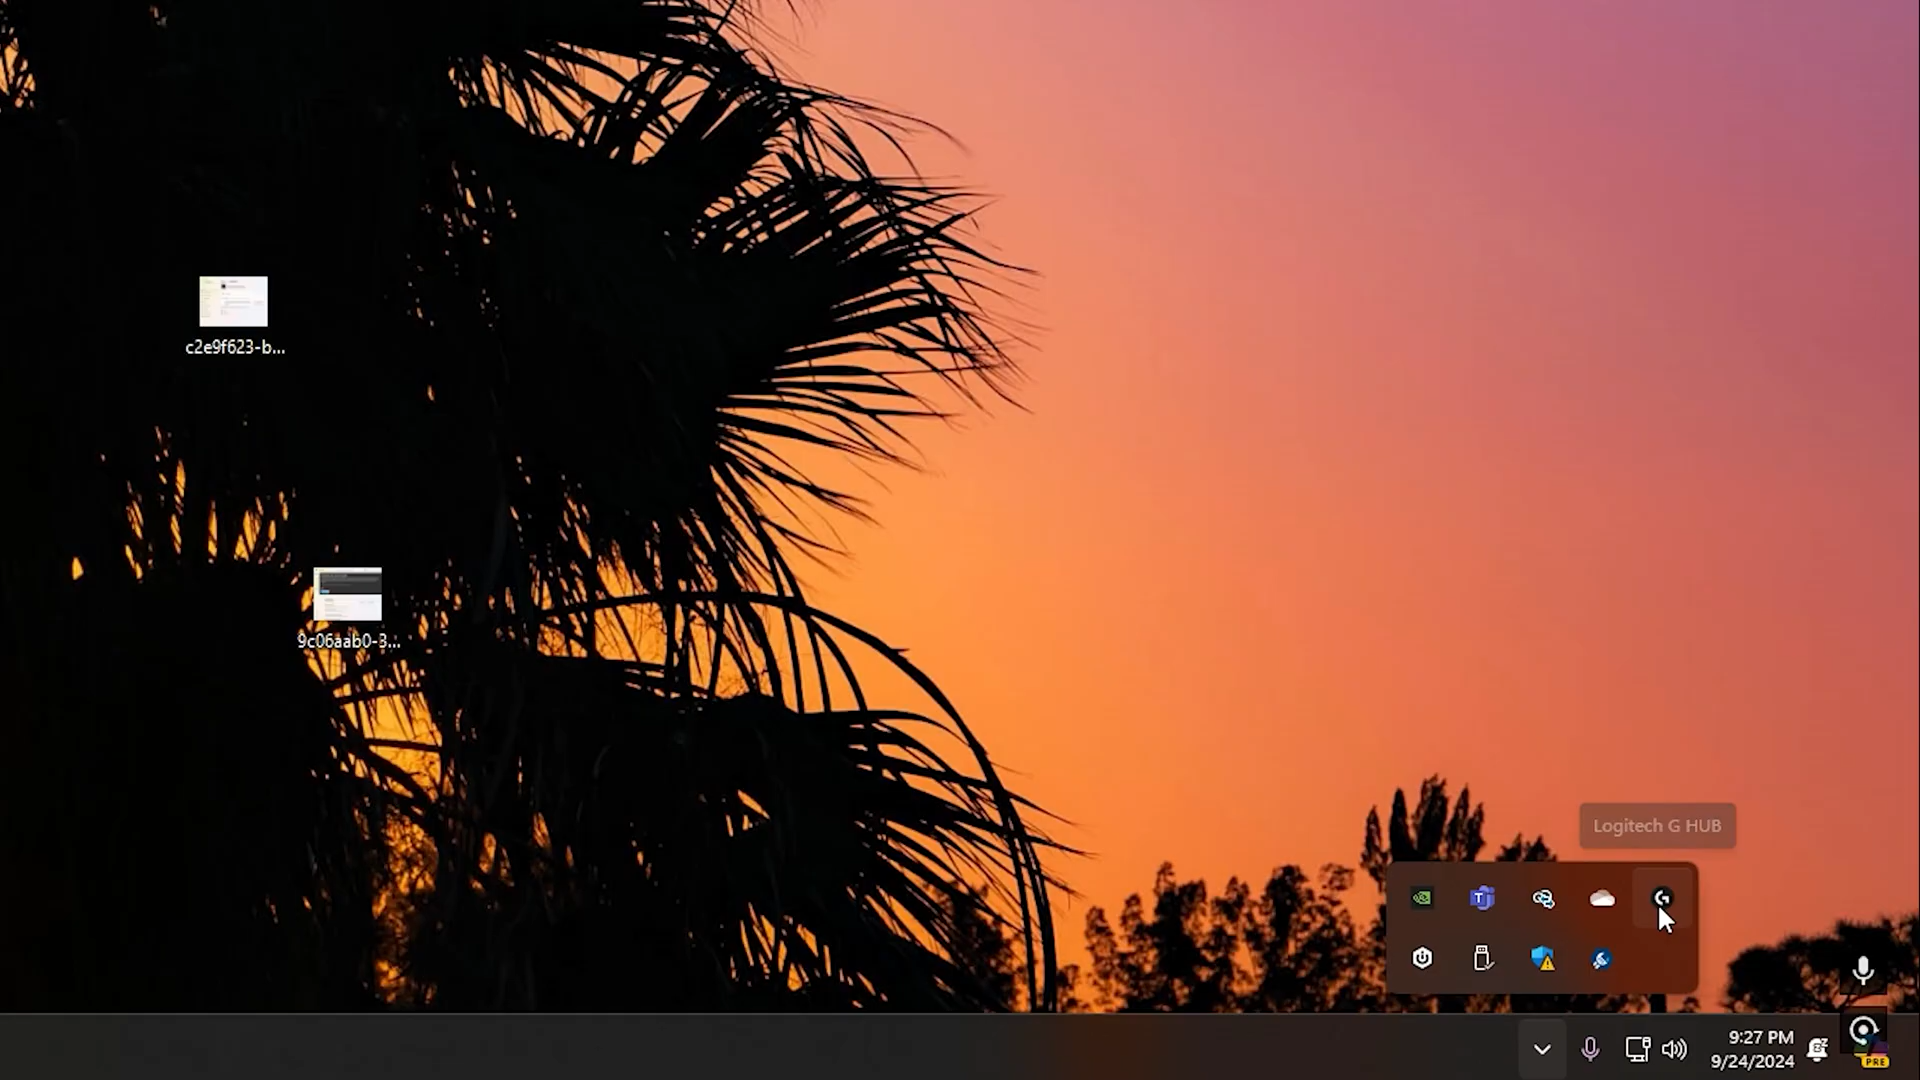 c2e9f623-b...
9c06aab0-3...
Logitech G HUB
9:27 PM
9/24/2024
PRE